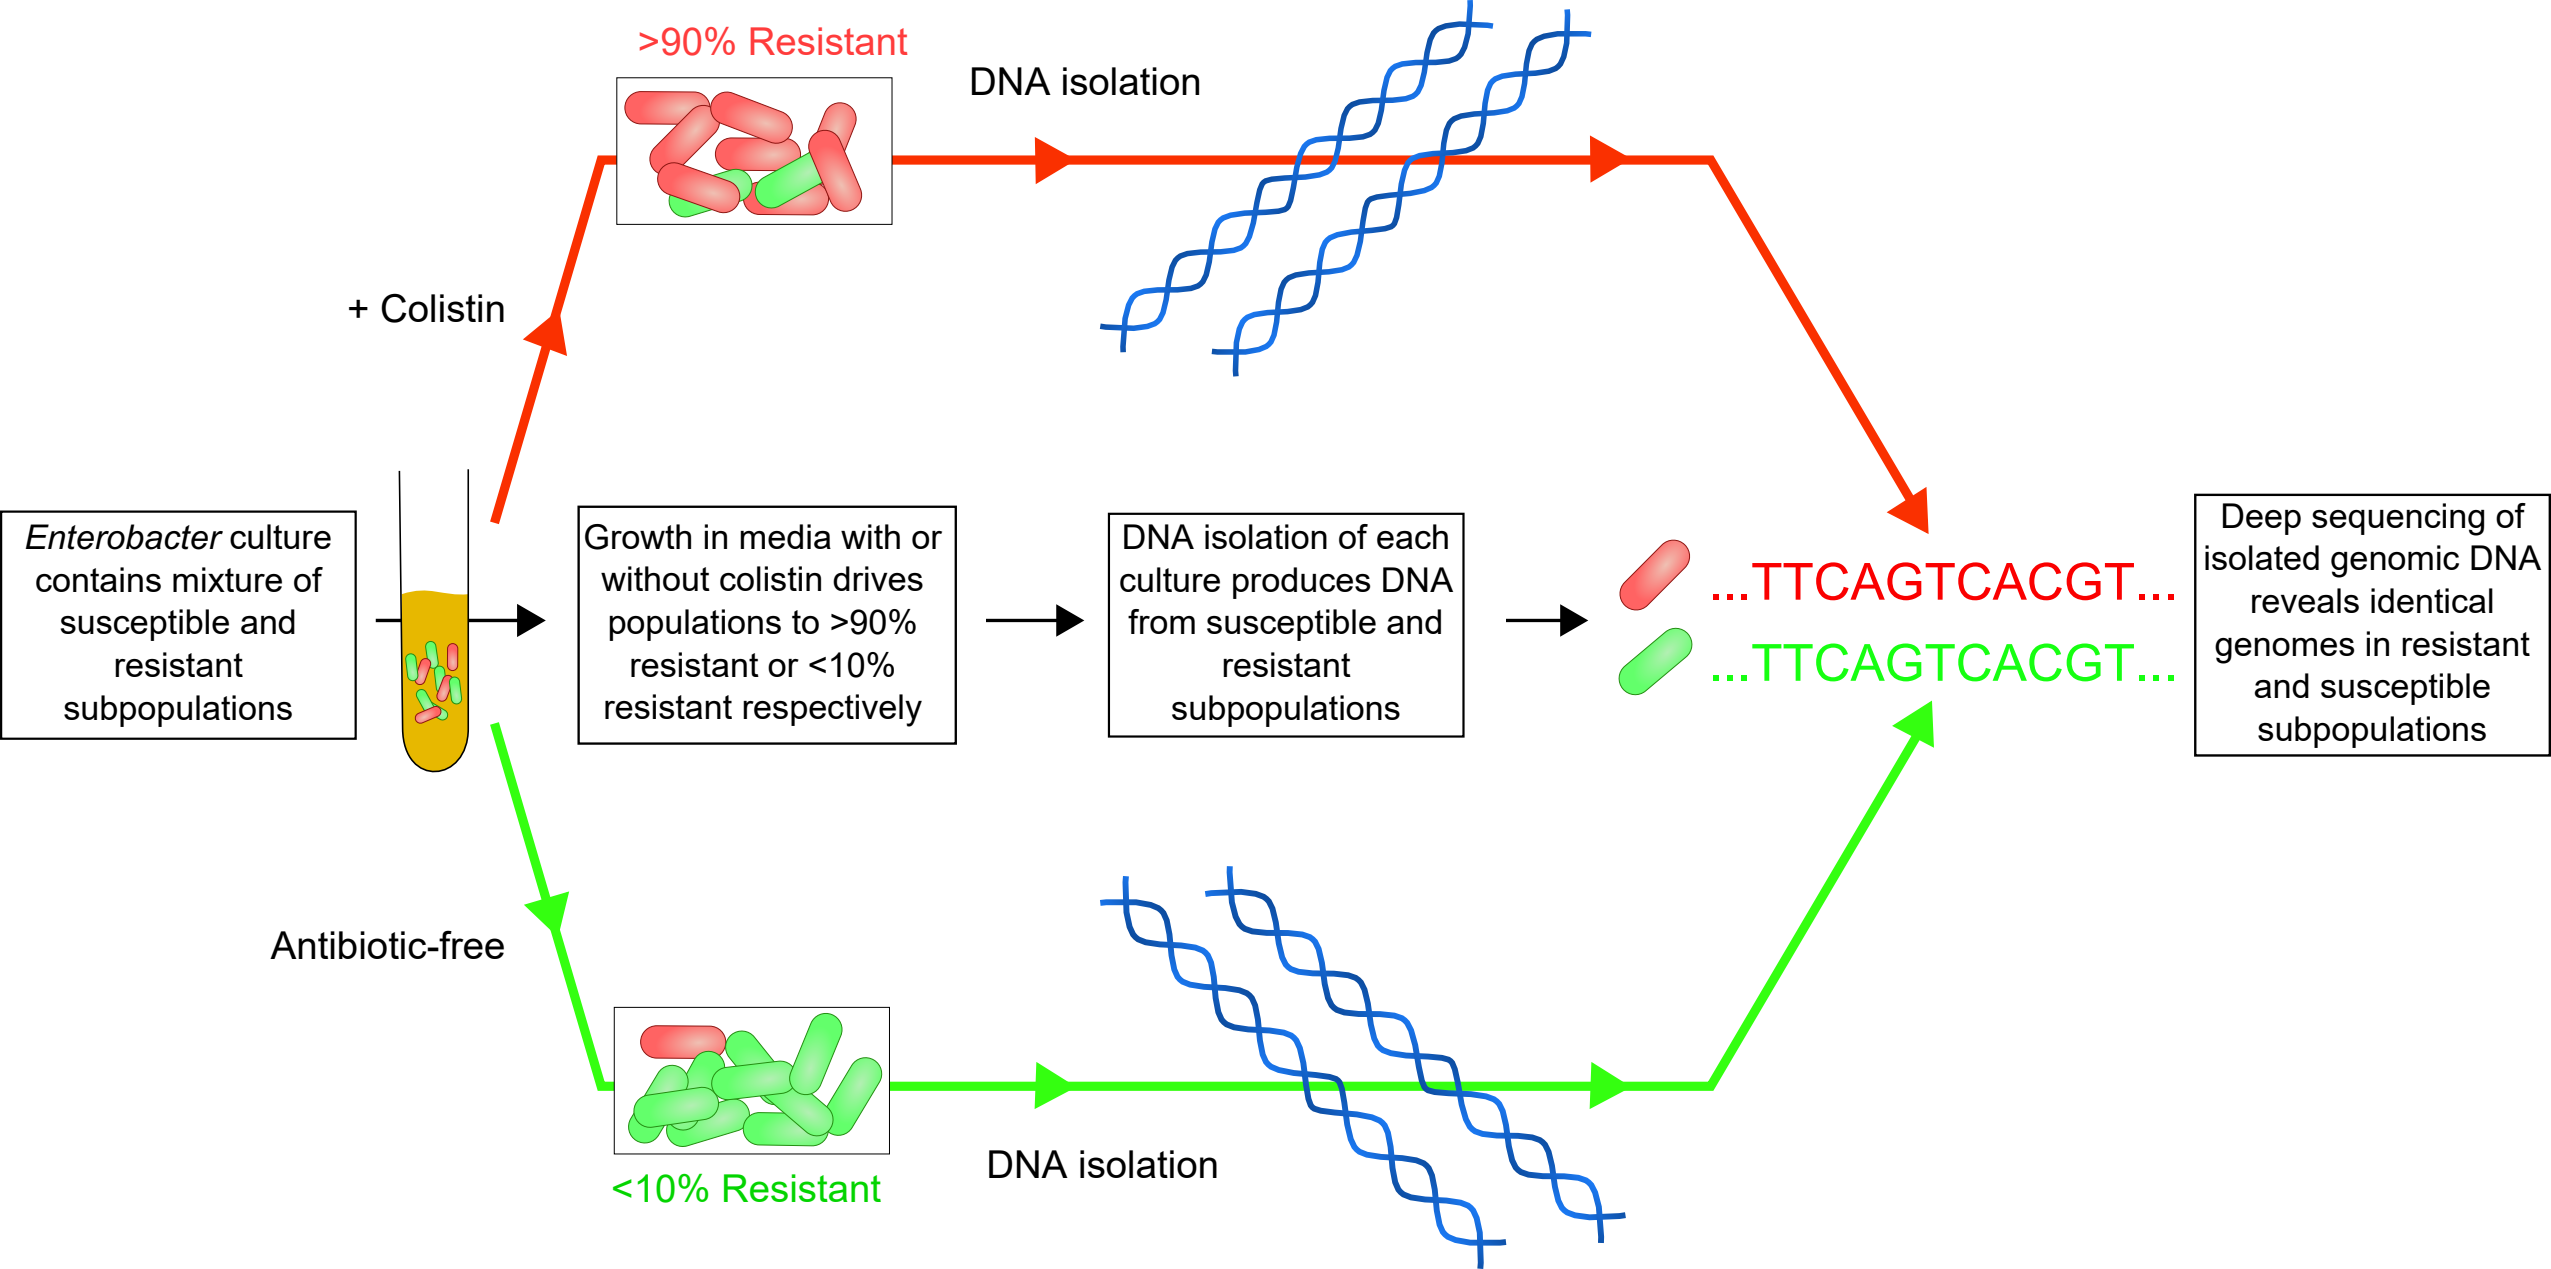 >90% Resistant
DNA isolation
+ Colistin
Enterobacter culture
contains mixture of
susceptible and
resistant
subpopulations
Growth in media with or
without colistin drives
populations to >90%
resistant or <10%
resistant respectively
DNA isolation of each
culture produces DNA
from susceptible and
resistant
subpopulations
...TTCAGTCACGT...
...TTCAGTCACGT...
Deep sequencing of
isolated genomic DNA
reveals identical
genomes in resistant
and susceptible
subpopulations
Antibiotic-free
<10% Resistant
DNA isolation